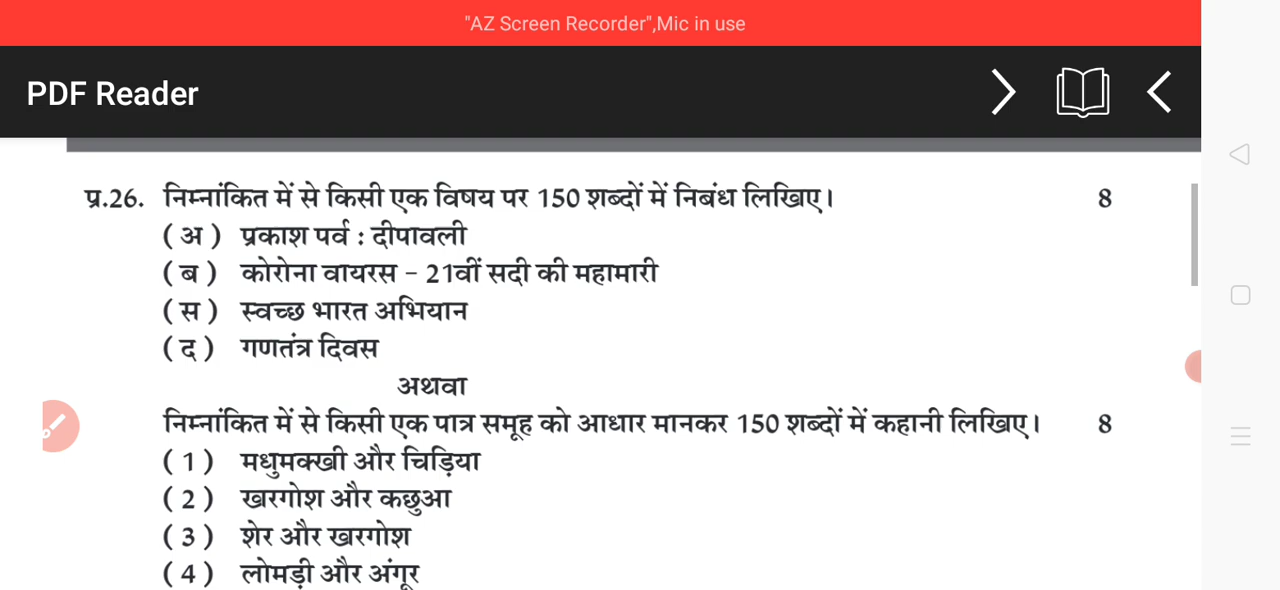 "AZ Screen Recorder",Mic in use
PDF Reader
प्र.26. निम्नांकित में से किसी एक विषय पर 150 शब्दों में निबंध लिखिए। 8
( अ ) प्रकाश पर्व : दीपावली
( ब ) कोरोना वायरस - 21वीं सदी की महामारी
( स ) स्वच्छ भारत अभियान
( द ) गणतंत्र दिवस
अथवा
निम्नांकित में से किसी एक पात्र समूह को आधार मानकर 150 शब्दों में कहानी लिखिए। 8
( 1 ) मधुमक्खी और चिड़िया
( 2 ) खरगोश और कछुआ
( 3 ) शेर और खरगोश
( 4 ) लोमड़ी और अंगूर